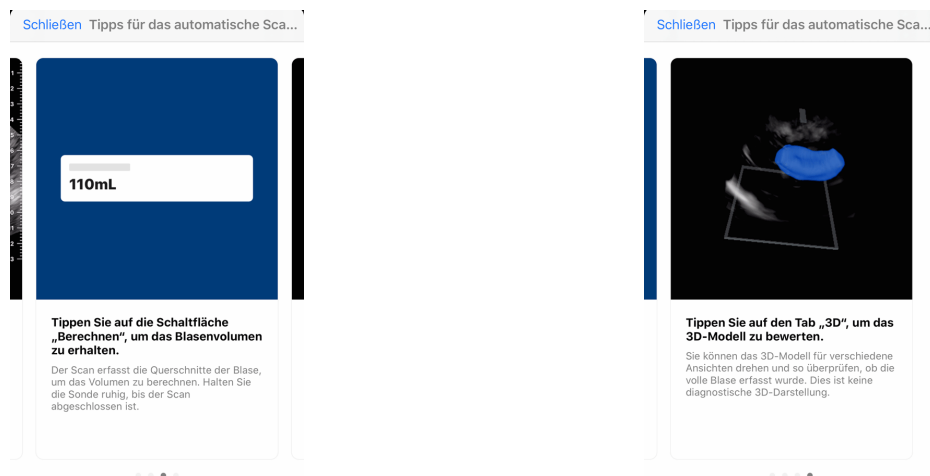 Schließen Tipps für das automatische Sca...
110mL
Tippen Sie auf die Schaltfläche
„Berechnen“, um das Blasenvolumen
zu erhalten.
Der Scan erfasst die Querschnitte der Blase,
um das Volumen zu berechnen. Halten Sie
die Sonde ruhig, bis der Scan
abgeschlossen ist.
Schließen Tipps für das automatische Sca...
Tippen Sie auf den Tab „3D“, um das
3D-Modell zu bewerten.
Sie können das 3D-Modell für verschiedene
Ansichten drehen und so überprüfen, ob die
volle Blase erfasst wurde. Dies ist keine
diagnostische 3D-Darstellung.